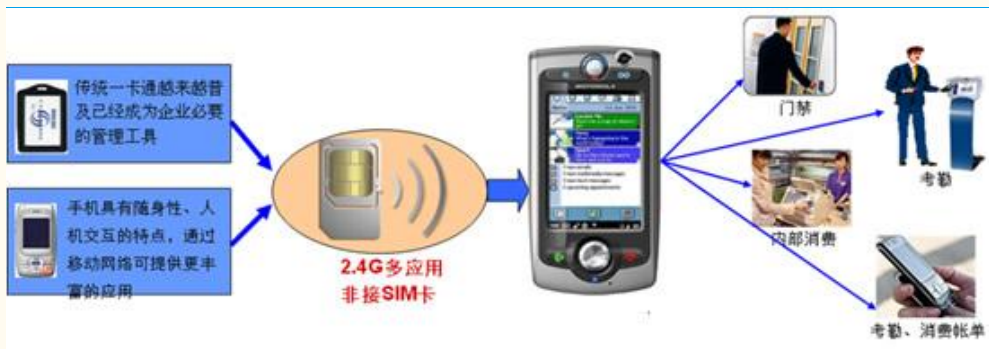 传统一卡通越来越普
及已经成为企业必要
的管理工具
手机具有随身性、人
机交互的特点，通过
移动网络可提供更丰
富的应用
2.4G多应用
非接SIM卡
MOTOROLA
门禁
考勤
内部消费
考勤、消费帐单